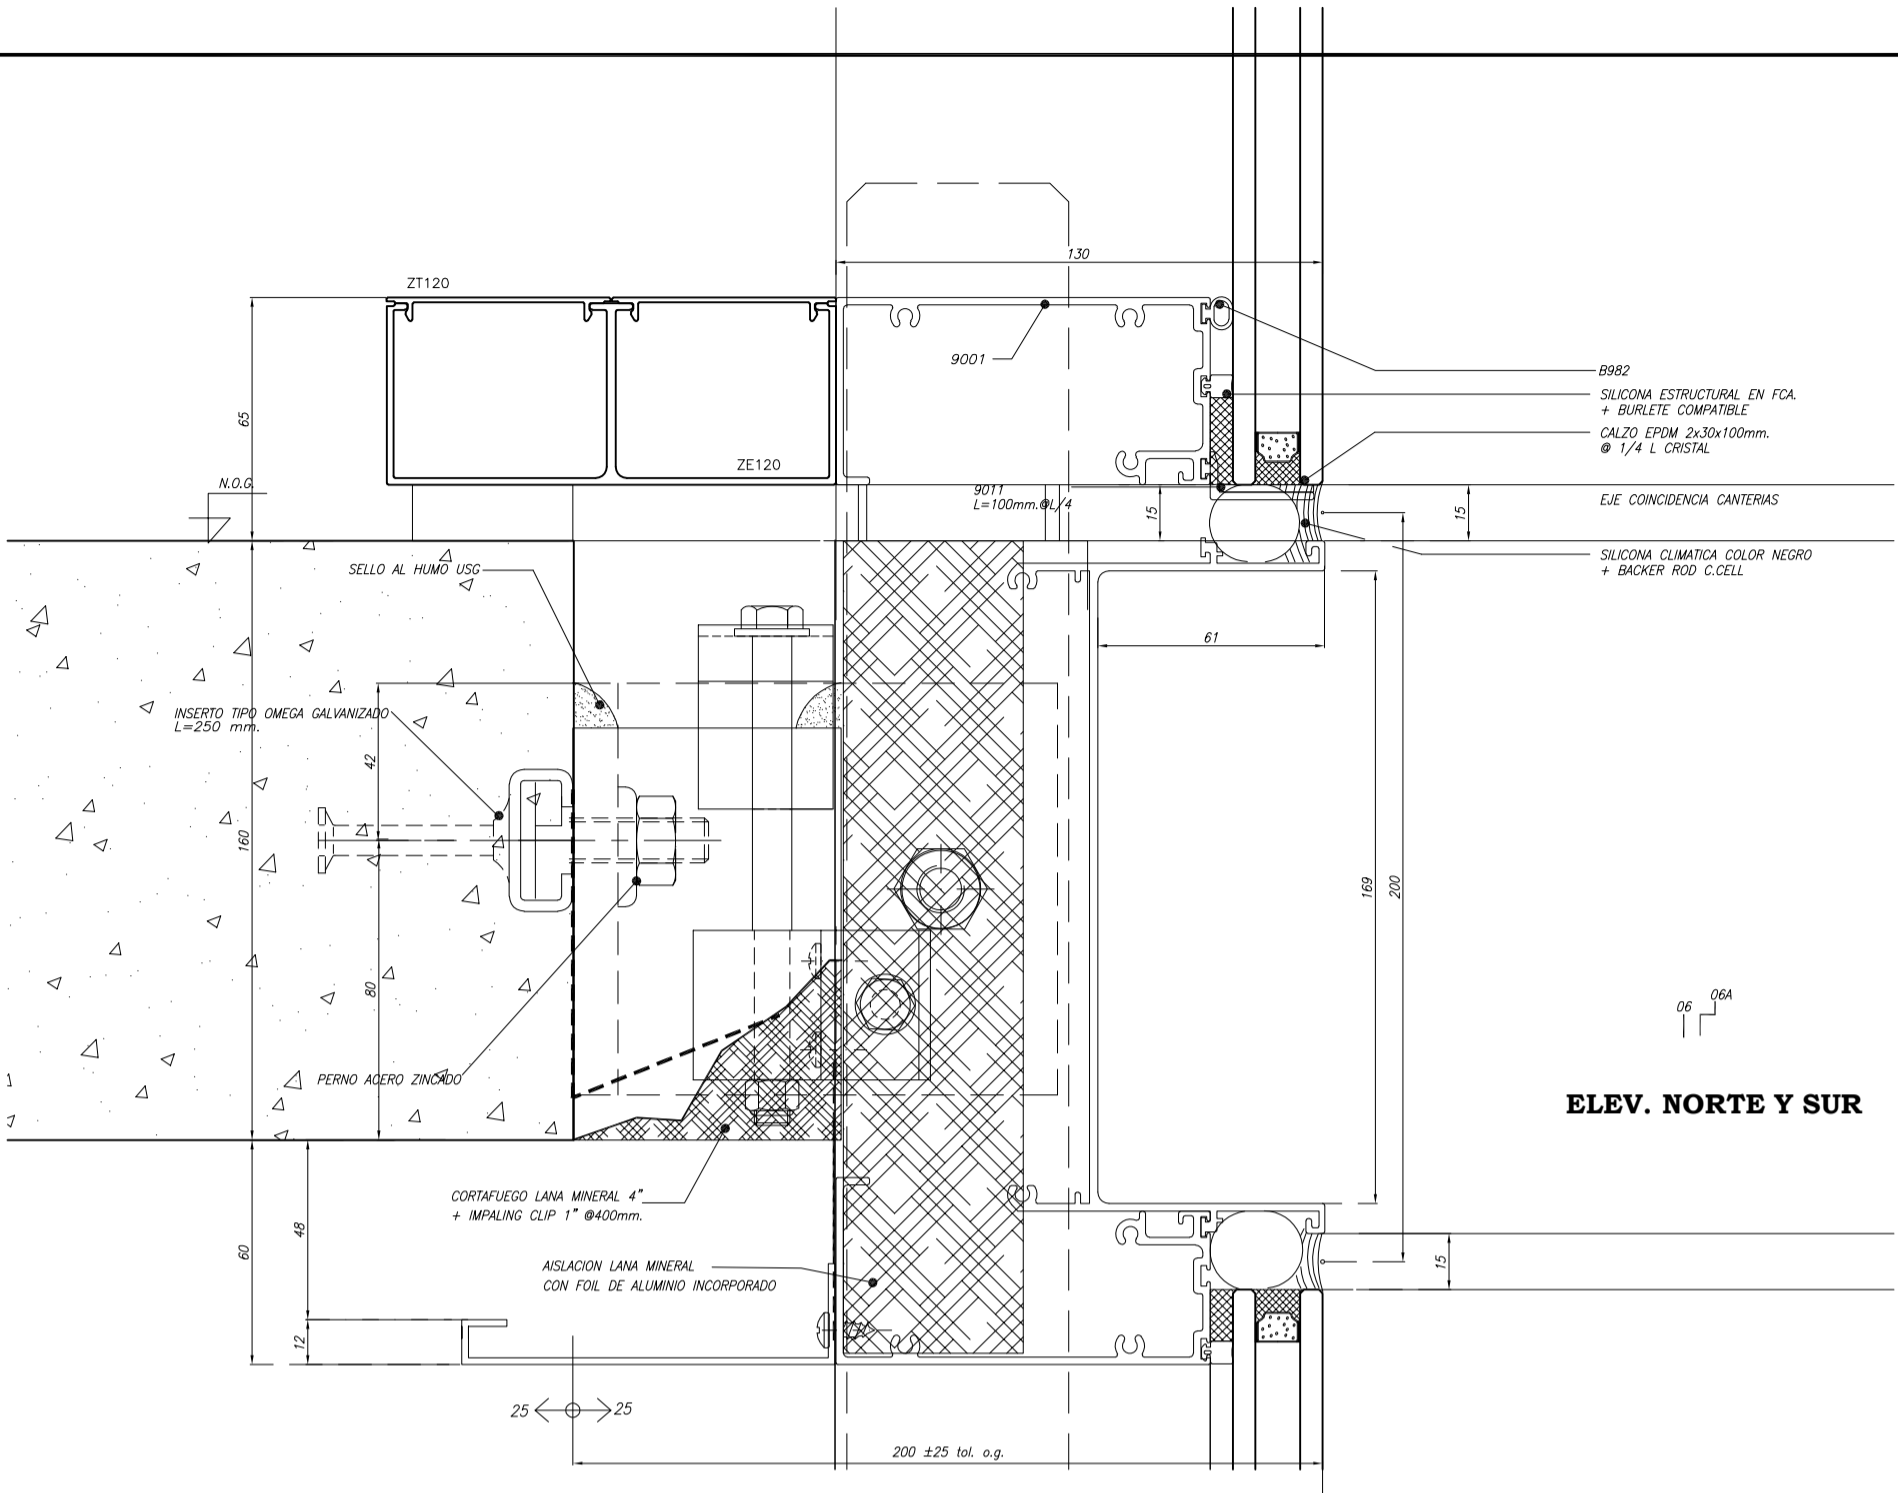 130
ZT120
9001
B982
SILICONA ESTRUCTURAL EN FCA.
+ BURLETE COMPATIBLE
65
CALZO EPDM 2x30x100mm.
@ 1/4 L CRISTAL
ZE120
N.O.G.
9011
L=100mm.@L/4
15
15
EJE COINCIDENCIA CANTERIAS
SILICONA CLIMATICA COLOR NEGRO
+ BACKER ROD C.CELL
SELLO AL HUMO USG
61
INSERTO TIPO OMEGA GALVANIZADO
L=250 mm.
42
160
169
200
80
06
06A
PERNO ACERO ZINCADO
ELEV. NORTE Y SUR
CORTAFUEGO LANA MINERAL 4"
+ IMPALING CLIP 1" @400mm.
48
60
15
AISLACION LANA MINERAL
CON FOIL DE ALUMINIO INCORPORADO
12
25
25
200 ±25 tol. o.g.